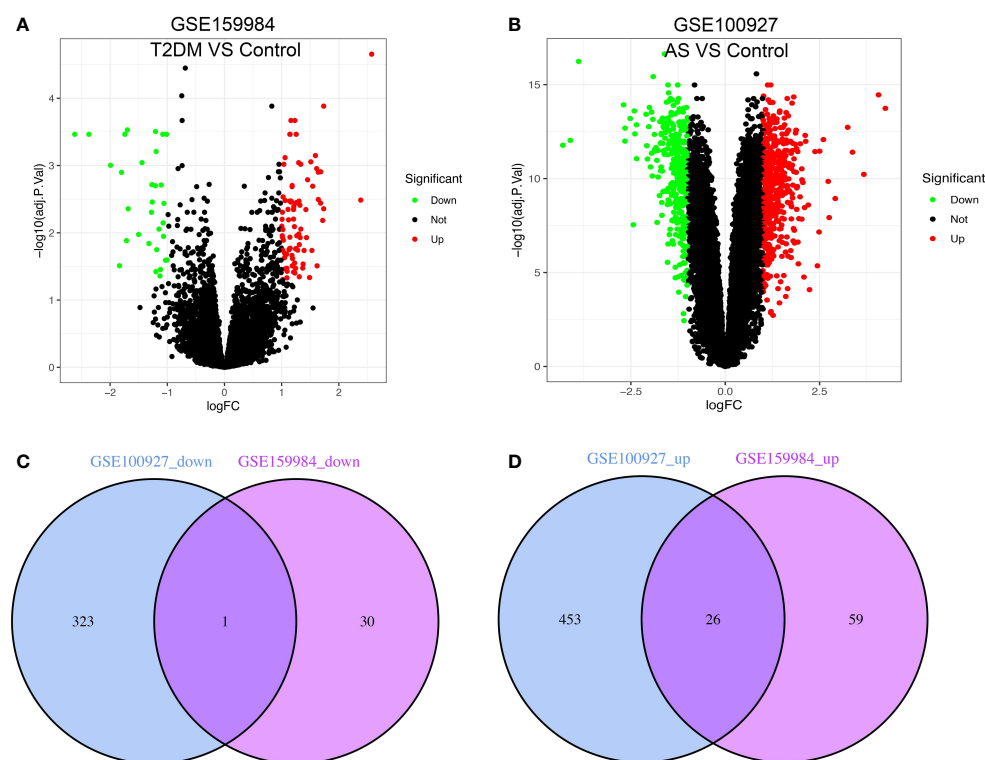 A
GSE159984
T2DM VS Control
4
3
2
1
0
−log10(adj.P.Val)
−2
−1
0
1
2
logFC
Significant
Down
Not
Up
B
GSE100927
AS VS Control
15
10
5
0
−log10(adj.P.Val)
−2.5
0.0
2.5
logFC
Significant
Down
Not
Up
C
GSE100927_down
GSE159984_down
323
1
30
D
GSE100927_up
GSE159984_up
453
26
59